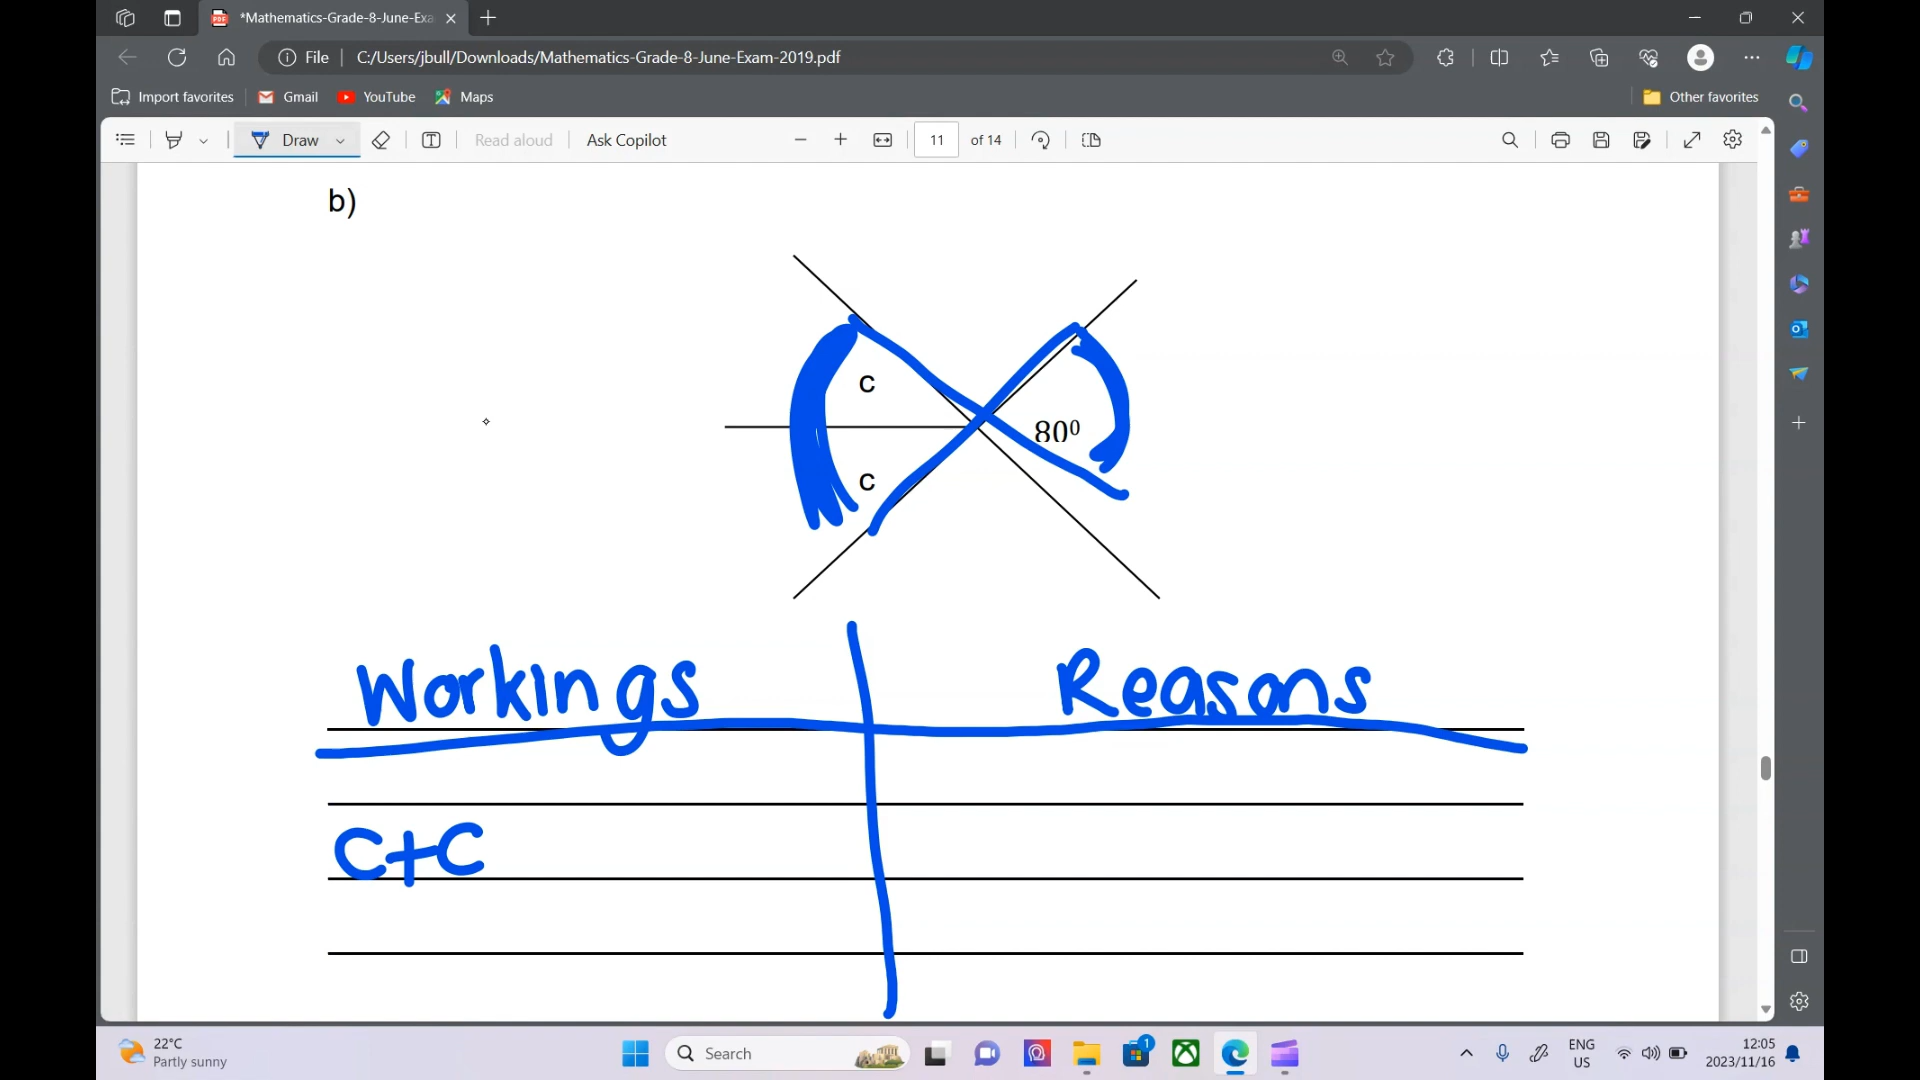 *Mathematics-Grade-8-June-Exa
File
C:/Users/jbull/Downloads/Mathematics-Grade-8-June-Exam-2019.pdf
Import favorites
Gmail
YouTube
Maps
Other favorites
Draw
Read aloud
Ask Copilot
11
of 14
b)
c
80⁰
c
Workings
Reasons
C+C
22°C
Partly sunny
Search
1
ENG
US
12:05
2023/11/16